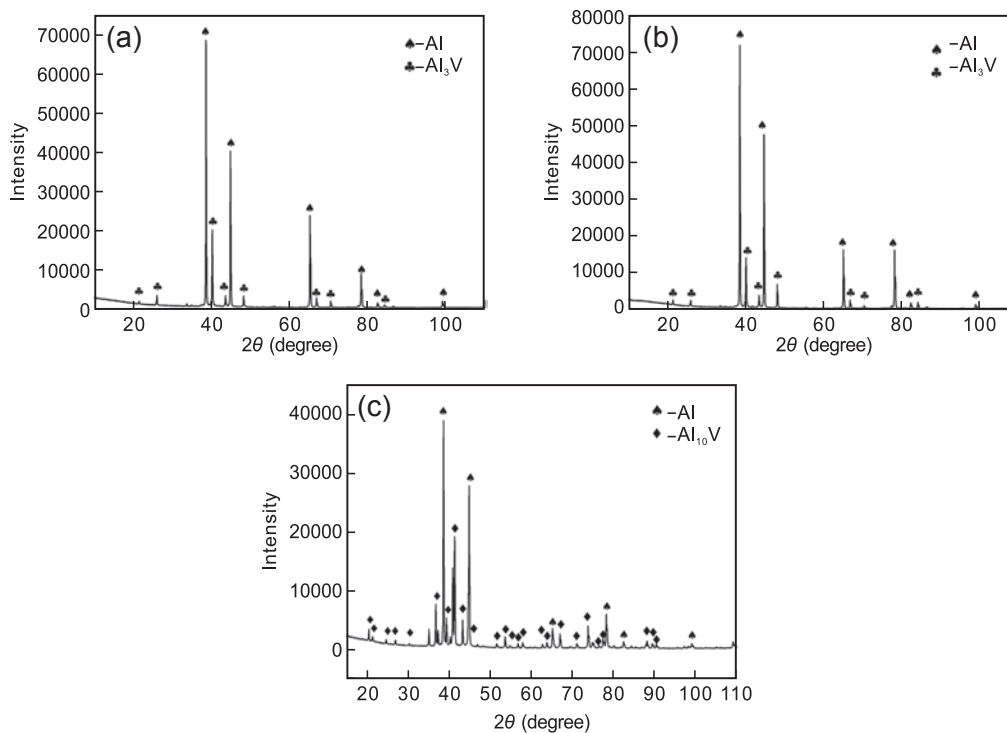 (a)
♠–Al
♣–Al₃V
70000
60000
50000
40000
30000
20000
10000
0
Intensity
20 40 60 80 100
2θ (degree)
(b)
♠–Al
♣–Al₃V
80000
70000
60000
50000
40000
30000
20000
10000
0
Intensity
20 40 60 80 100
2θ (degree)
(c)
♠–Al
♦–Al₁₀V
40000
30000
20000
10000
0
Intensity
20 30 40 50 60 70 80 90 100 110
2θ (degree)